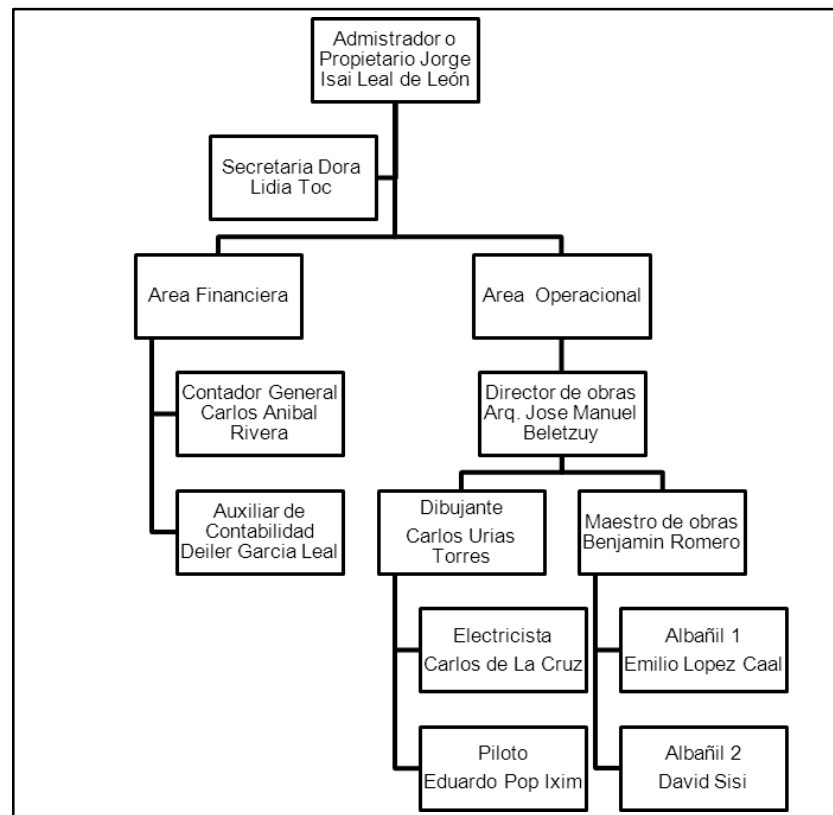 Admistrador o
Propietario Jorge
Isai Leal de León
Secretaria Dora
Lidia Toc
Area Financiera
Area Operacional
Contador General
Carlos Anibal
Rivera
Director de obras
Arq. Jose Manuel
Beletzuy
Auxiliar de
Contabilidad
Deiler Garcia Leal
Dibujante
Carlos Urias
Torres
Maestro de obras
Benjamin Romero
Electricista
Carlos de La Cruz
Albañil 1
Emilio Lopez Caal
Piloto
Eduardo Pop Ixim
Albañil 2
David Sisi